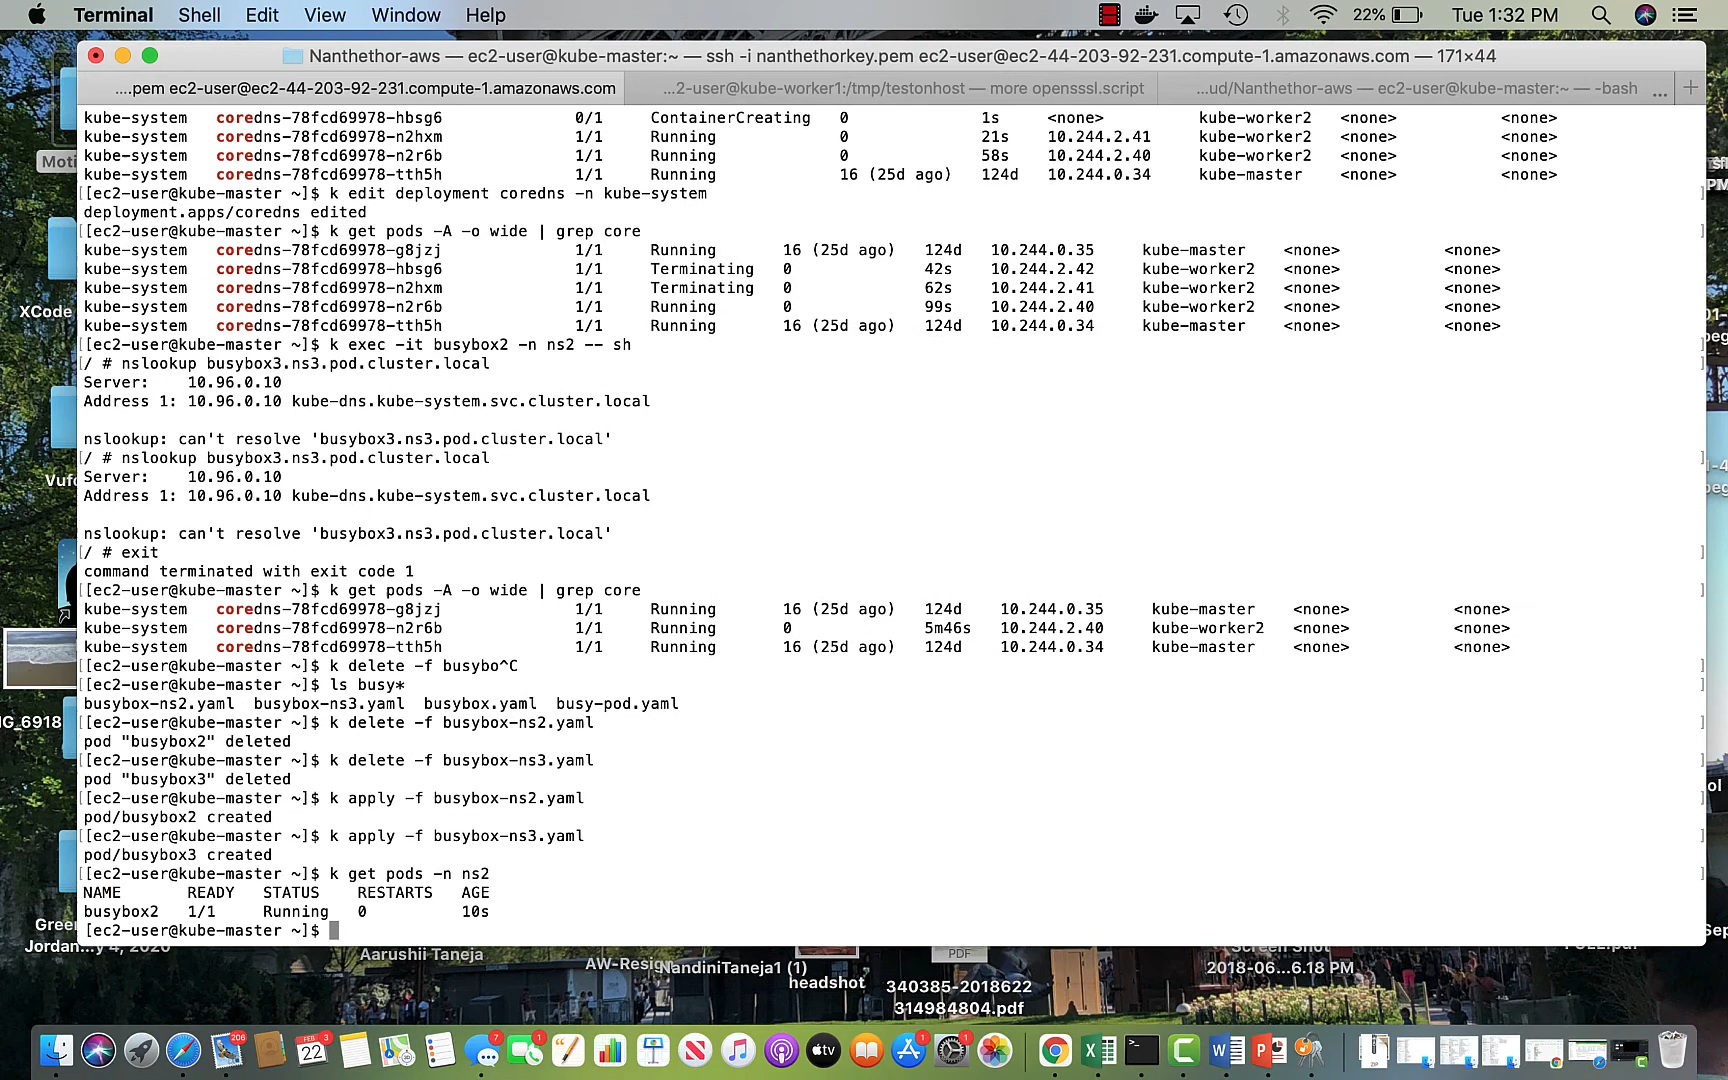 Terminal Shell Edit View Window Help 22% Tue 1:32 PM
Nanthethor-aws — ec2-user@kube-master:~ — ssh -i nanthethorkey.pem ec2-user@ec2-44-203-92-231.compute-1.amazonaws.com — 171×44
....pem ec2-user@ec2-44-203-92-231.compute-1.amazonaws.com ...2-user@kube-worker1:/tmp/testonhost — more opensssl.script ...ud/Nanthethor-aws — ec2-user@kube-master:~ — -bash ... +
kube-system coredns-78fcd69978-hbsg6 0/1 ContainerCreating 0 1s <none> kube-worker2 <none> <none>
kube-system coredns-78fcd69978-n2hxm 1/1 Running 0 21s 10.244.2.41 kube-worker2 <none> <none>
kube-system coredns-78fcd69978-n2r6b 1/1 Running 0 58s 10.244.2.40 kube-worker2 <none> <none>
kube-system coredns-78fcd69978-tth5h 1/1 Running 16 (25d ago) 124d 10.244.0.34 kube-master <none> <none>
[[ec2-user@kube-master ~]$ k edit deployment coredns -n kube-system ]
deployment.apps/coredns edited
[[ec2-user@kube-master ~]$ k get pods -A -o wide | grep core ]
kube-system coredns-78fcd69978-g8jzj 1/1 Running 16 (25d ago) 124d 10.244.0.35 kube-master <none> <none>
kube-system coredns-78fcd69978-hbsg6 1/1 Terminating 0 42s 10.244.2.42 kube-worker2 <none> <none>
kube-system coredns-78fcd69978-n2hxm 1/1 Terminating 0 62s 10.244.2.41 kube-worker2 <none> <none>
kube-system coredns-78fcd69978-n2r6b 1/1 Running 0 99s 10.244.2.40 kube-worker2 <none> <none>
kube-system coredns-78fcd69978-tth5h 1/1 Running 16 (25d ago) 124d 10.244.0.34 kube-master <none> <none>
[[ec2-user@kube-master ~]$ k exec -it busybox2 -n ns2 -- sh ]
[/ # nslookup busybox3.ns3.pod.cluster.local ]
Server: 10.96.0.10
Address 1: 10.96.0.10 kube-dns.kube-system.svc.cluster.local
nslookup: can't resolve 'busybox3.ns3.pod.cluster.local'
[/ # nslookup busybox3.ns3.pod.cluster.local ]
Server: 10.96.0.10
Address 1: 10.96.0.10 kube-dns.kube-system.svc.cluster.local
nslookup: can't resolve 'busybox3.ns3.pod.cluster.local'
[/ # exit ]
command terminated with exit code 1
[[ec2-user@kube-master ~]$ k get pods -A -o wide | grep core ]
kube-system coredns-78fcd69978-g8jzj 1/1 Running 16 (25d ago) 124d 10.244.0.35 kube-master <none> <none>
kube-system coredns-78fcd69978-n2r6b 1/1 Running 0 5m46s 10.244.2.40 kube-worker2 <none> <none>
kube-system coredns-78fcd69978-tth5h 1/1 Running 16 (25d ago) 124d 10.244.0.34 kube-master <none> <none>
[[ec2-user@kube-master ~]$ k delete -f busybo^C ]
[[ec2-user@kube-master ~]$ ls busy* ]
busybox-ns2.yaml busybox-ns3.yaml busybox.yaml busy-pod.yaml
[[ec2-user@kube-master ~]$ k delete -f busybox-ns2.yaml ]
pod "busybox2" deleted
[[ec2-user@kube-master ~]$ k delete -f busybox-ns3.yaml ]
pod "busybox3" deleted
[[ec2-user@kube-master ~]$ k apply -f busybox-ns2.yaml ]
pod/busybox2 created
[[ec2-user@kube-master ~]$ k apply -f busybox-ns3.yaml ]
pod/busybox3 created
[[ec2-user@kube-master ~]$ k get pods -n ns2 ]
NAME READY STATUS RESTARTS AGE
busybox2 1/1 Running 0 10s
[ec2-user@kube-master ~]$
Moti
XCode
Vufo
IG_6918
Green
Jordan...y 4, 2020
Aarushii Taneja
AW-Resign
NandiniTaneja1 (1)
headshot
PDF
340385-2018622
314984804.pdf
Screen Shot
2018-06...6.18 PM
206 FEB 22 3 7 1 tv 1 1 ZIP